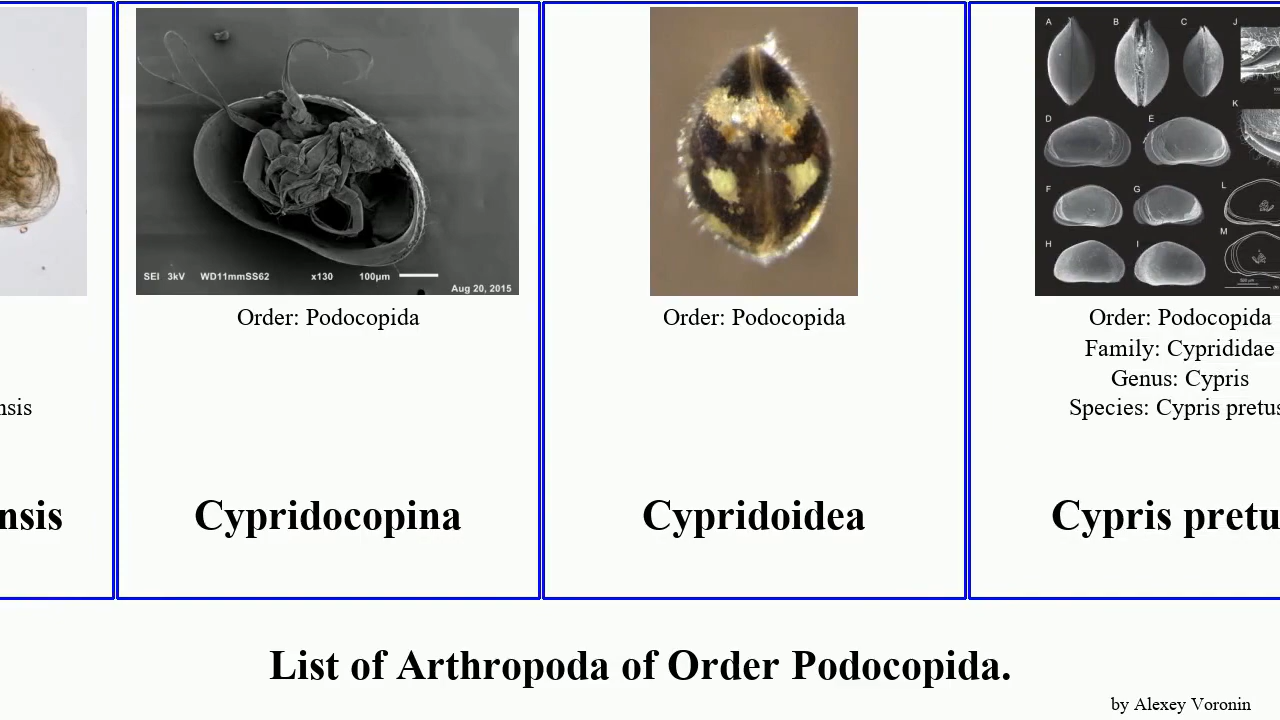 A B C J
D E K
F G L
H I M
SEI 3kV WD11mmSS62 x130 100µm
Aug 20, 2015
Order: Podocopida
Order: Podocopida
Order: Podocopida
Family: Cyprididae
Genus: Cypris
nsis
Species: Cypris pretus
nsis
Cypridocopina
Cypridoidea
Cypris pretu
List of Arthropoda of Order Podocopida.
by Alexey Voronin